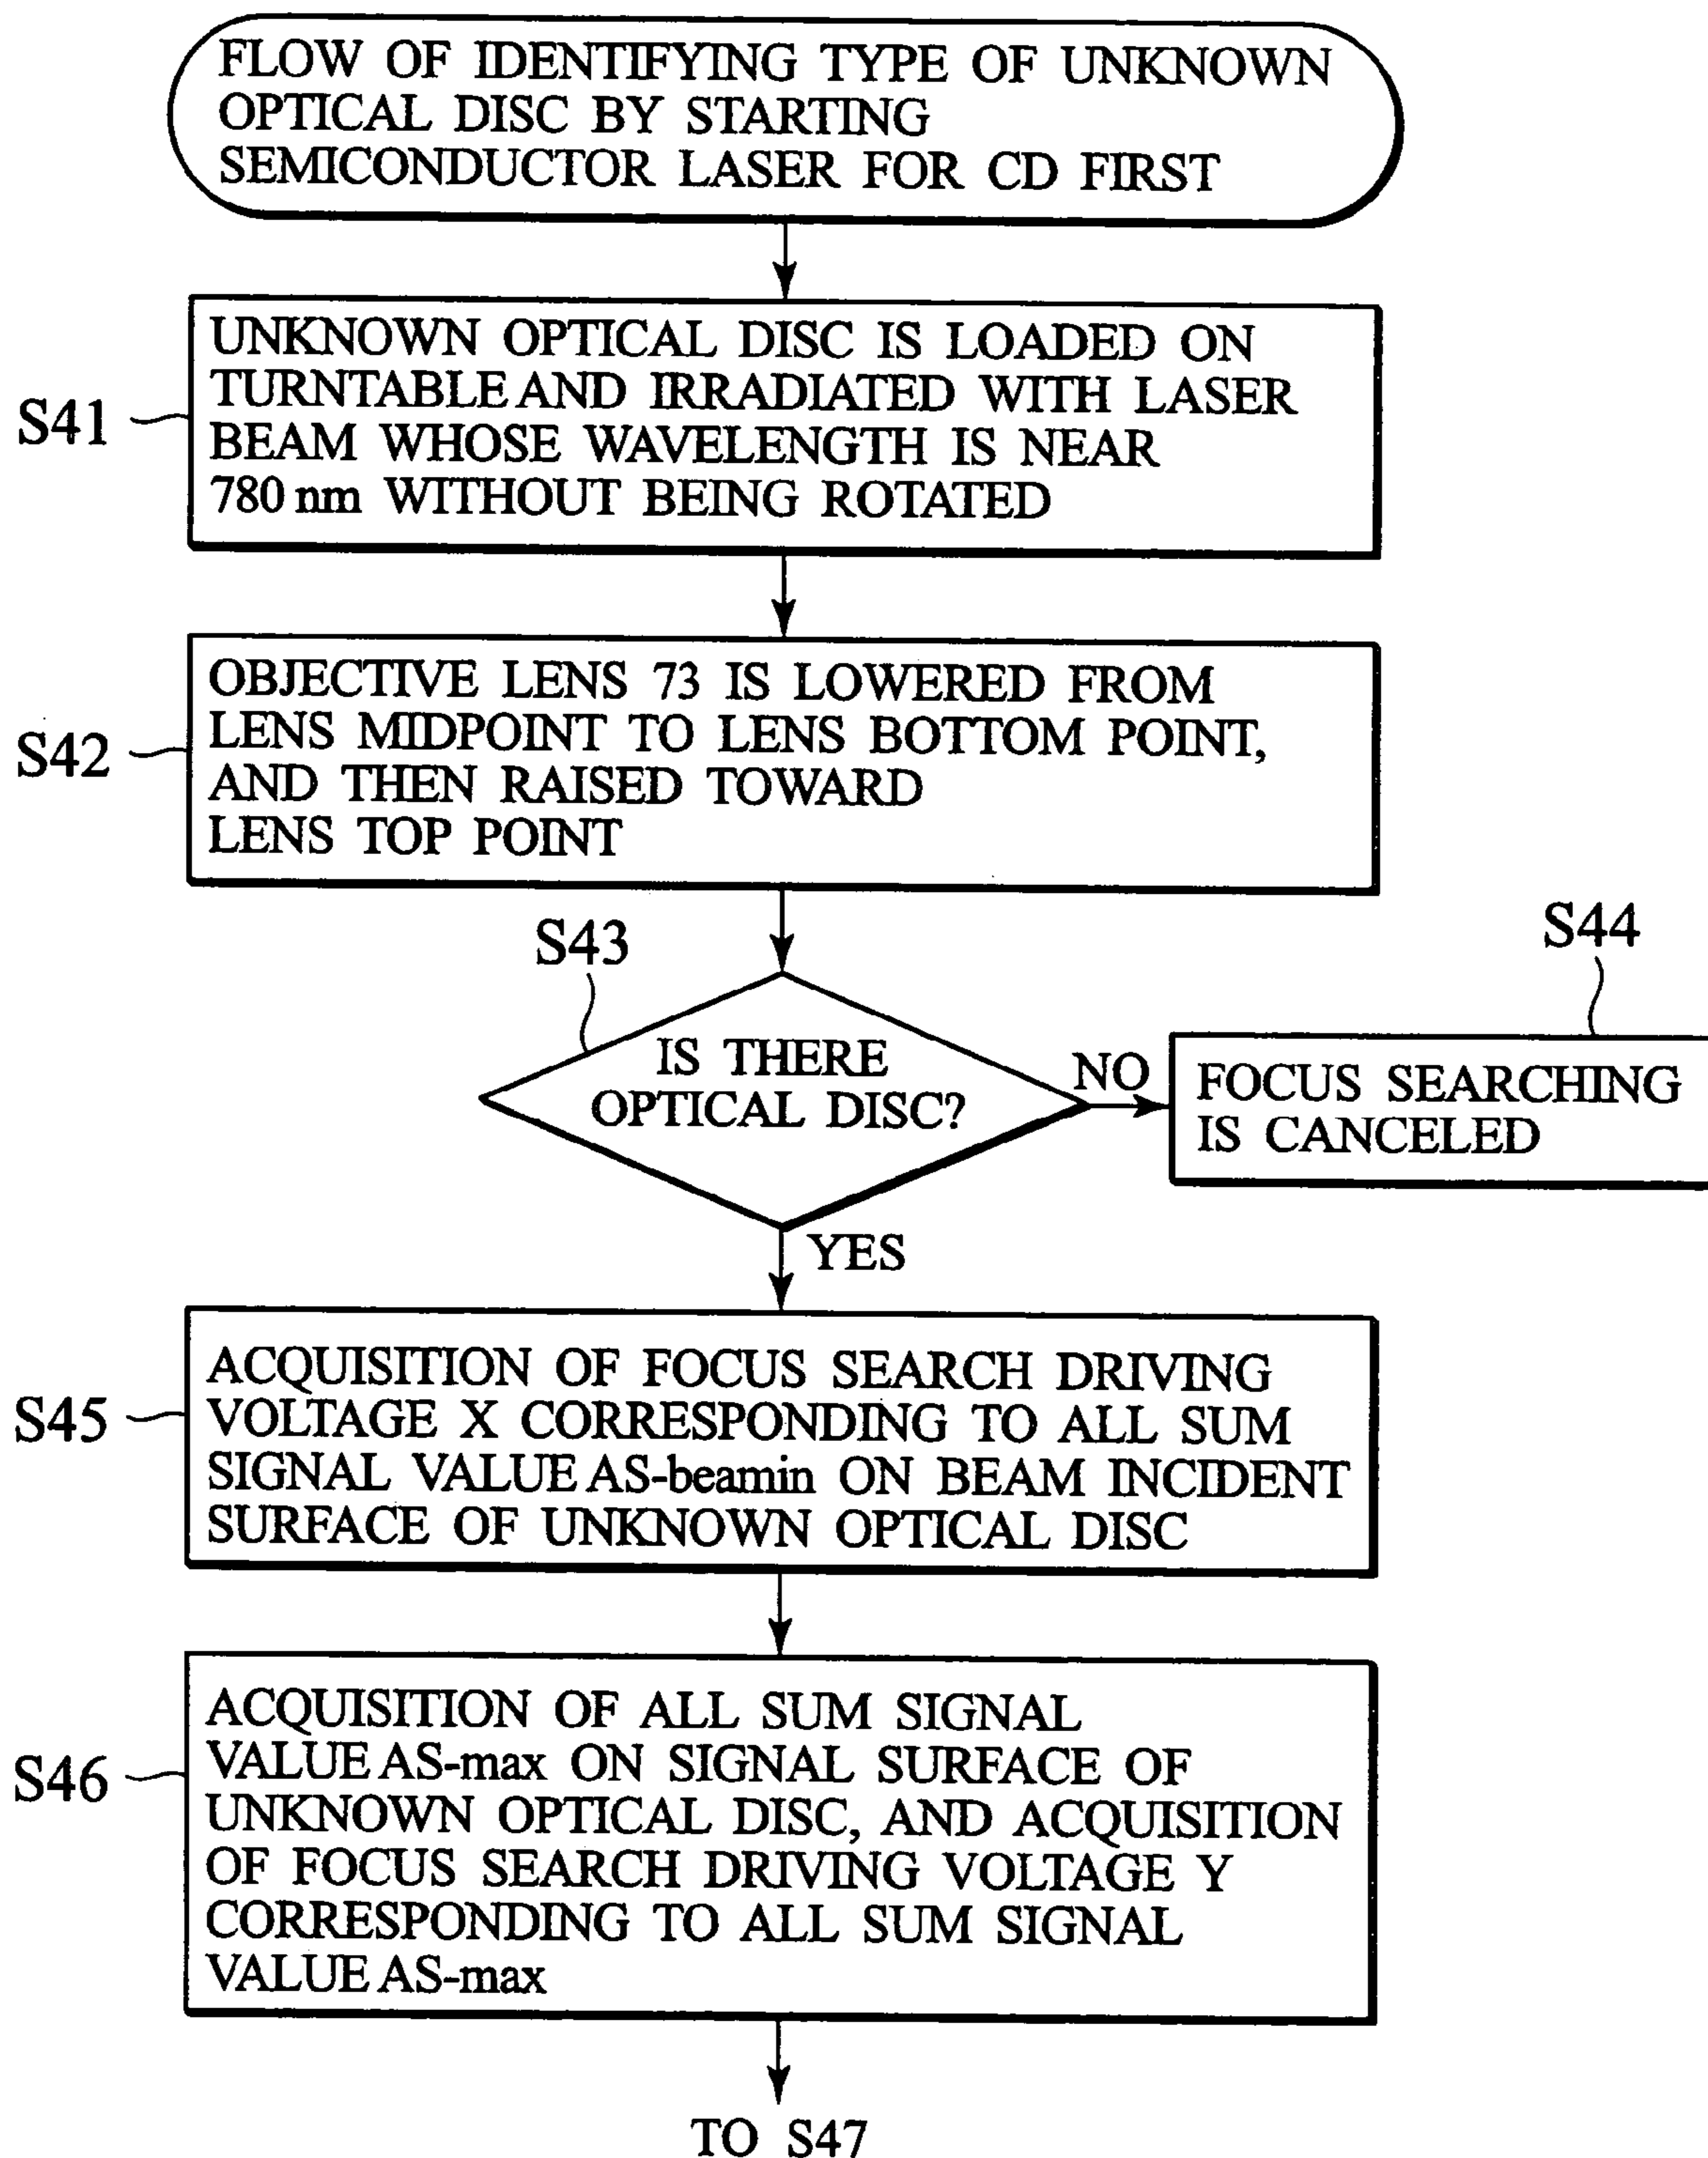 FLOW OF IDENTIFYING TYPE OF UNKNOWN
OPTICAL DISC BY STARTING
SEMICONDUCTOR LASER FOR CD FIRST
S41
UNKNOWN OPTICAL DISC IS LOADED ON
TURNTABLE AND IRRADIATED WITH LASER
BEAM WHOSE WAVELENGTH IS NEAR
780 nm WITHOUT BEING ROTATED
S42
OBJECTIVE LENS 73 IS LOWERED FROM
LENS MIDPOINT TO LENS BOTTOM POINT,
AND THEN RAISED TOWARD
LENS TOP POINT
S43
IS THERE
OPTICAL DISC?
NO
S44
FOCUS SEARCHING
IS CANCELED
YES
S45
ACQUISITION OF FOCUS SEARCH DRIVING
VOLTAGE X CORRESPONDING TO ALL SUM
SIGNAL VALUE AS-beamin ON BEAM INCIDENT
SURFACE OF UNKNOWN OPTICAL DISC
S46
ACQUISITION OF ALL SUM SIGNAL
VALUE AS-max ON SIGNAL SURFACE OF
UNKNOWN OPTICAL DISC, AND ACQUISITION
OF FOCUS SEARCH DRIVING VOLTAGE Y
CORRESPONDING TO ALL SUM SIGNAL
VALUE AS-max
TO S47